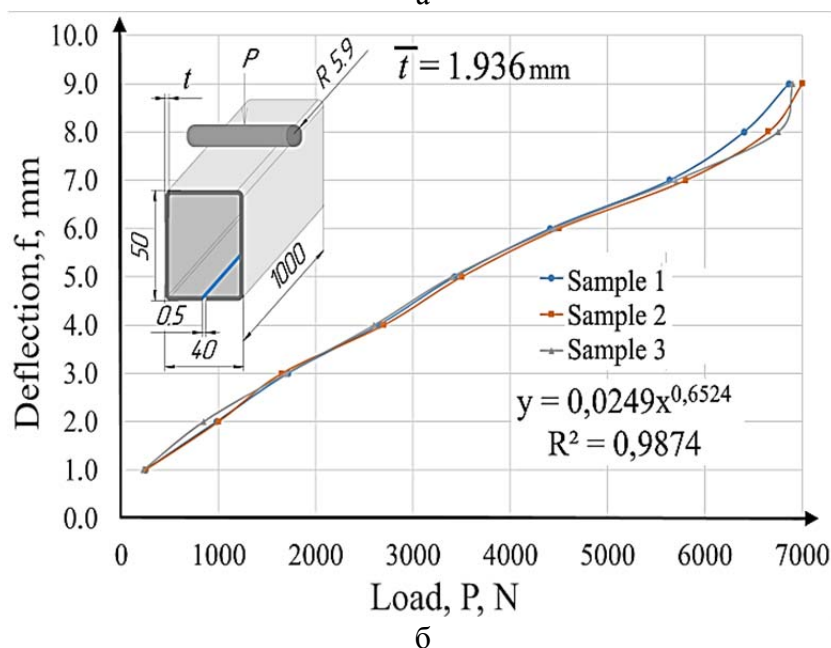 а
10.0
9.0
8.0
7.0
6.0
5.0
4.0
3.0
2.0
1.0
0.0
Deflection,f, mm
t
P
R 5.9
t = 1.936 mm
50
1000
0.5
40
Sample 1
Sample 2
Sample 3
y = 0,0249x^0,6524
R² = 0,9874
0 1000 2000 3000 4000 5000 6000 7000
Load, P, N
б